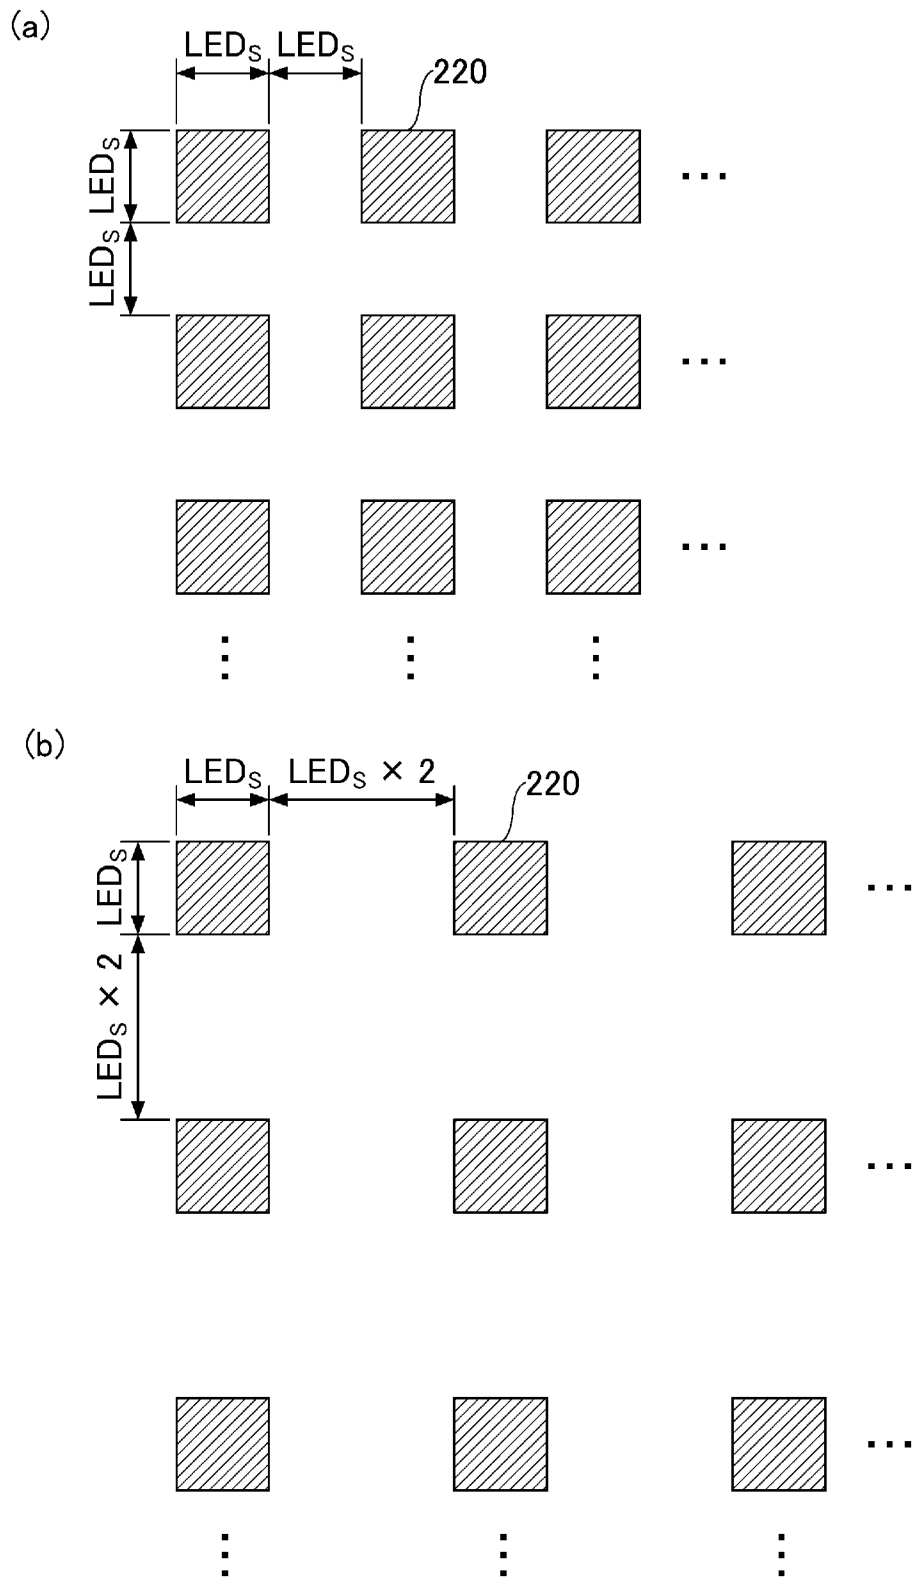 (a)
LEDS LEDS
220
LEDS
LEDS
...
...
...
⋮ ⋮ ⋮
(b)
LEDS LEDS × 2
220
LEDS
LEDS × 2
...
...
...
⋮ ⋮ ⋮